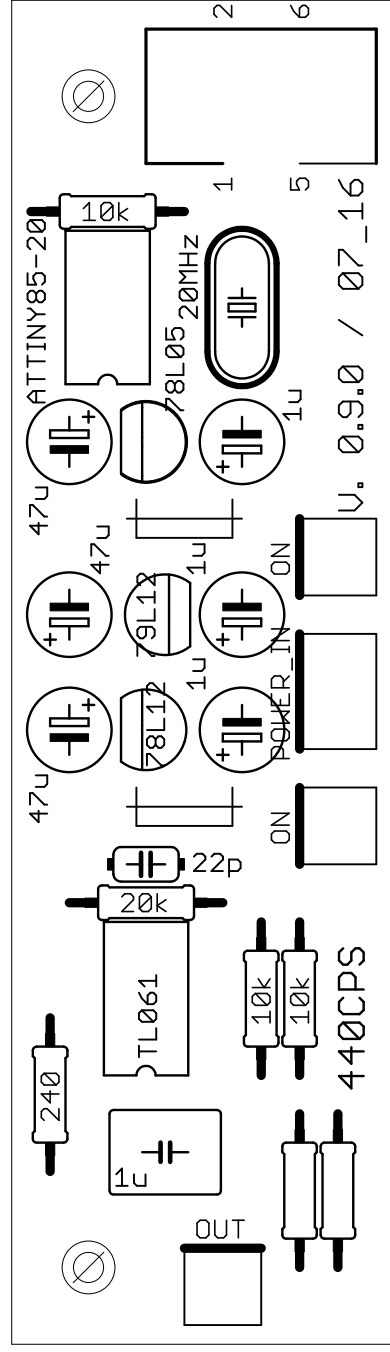 2
6
1
5
10k
ATTINY85-20
78L05
20MHz
V. 0.9.0 / 07_16
+
+
1u
47u
47u
1u
ON
+
79L12
+
POWER_IN
1u
+
78L12
+
47u
ON
22p
20k
TL061
10k
10k
440CPS
240
1u
OUT